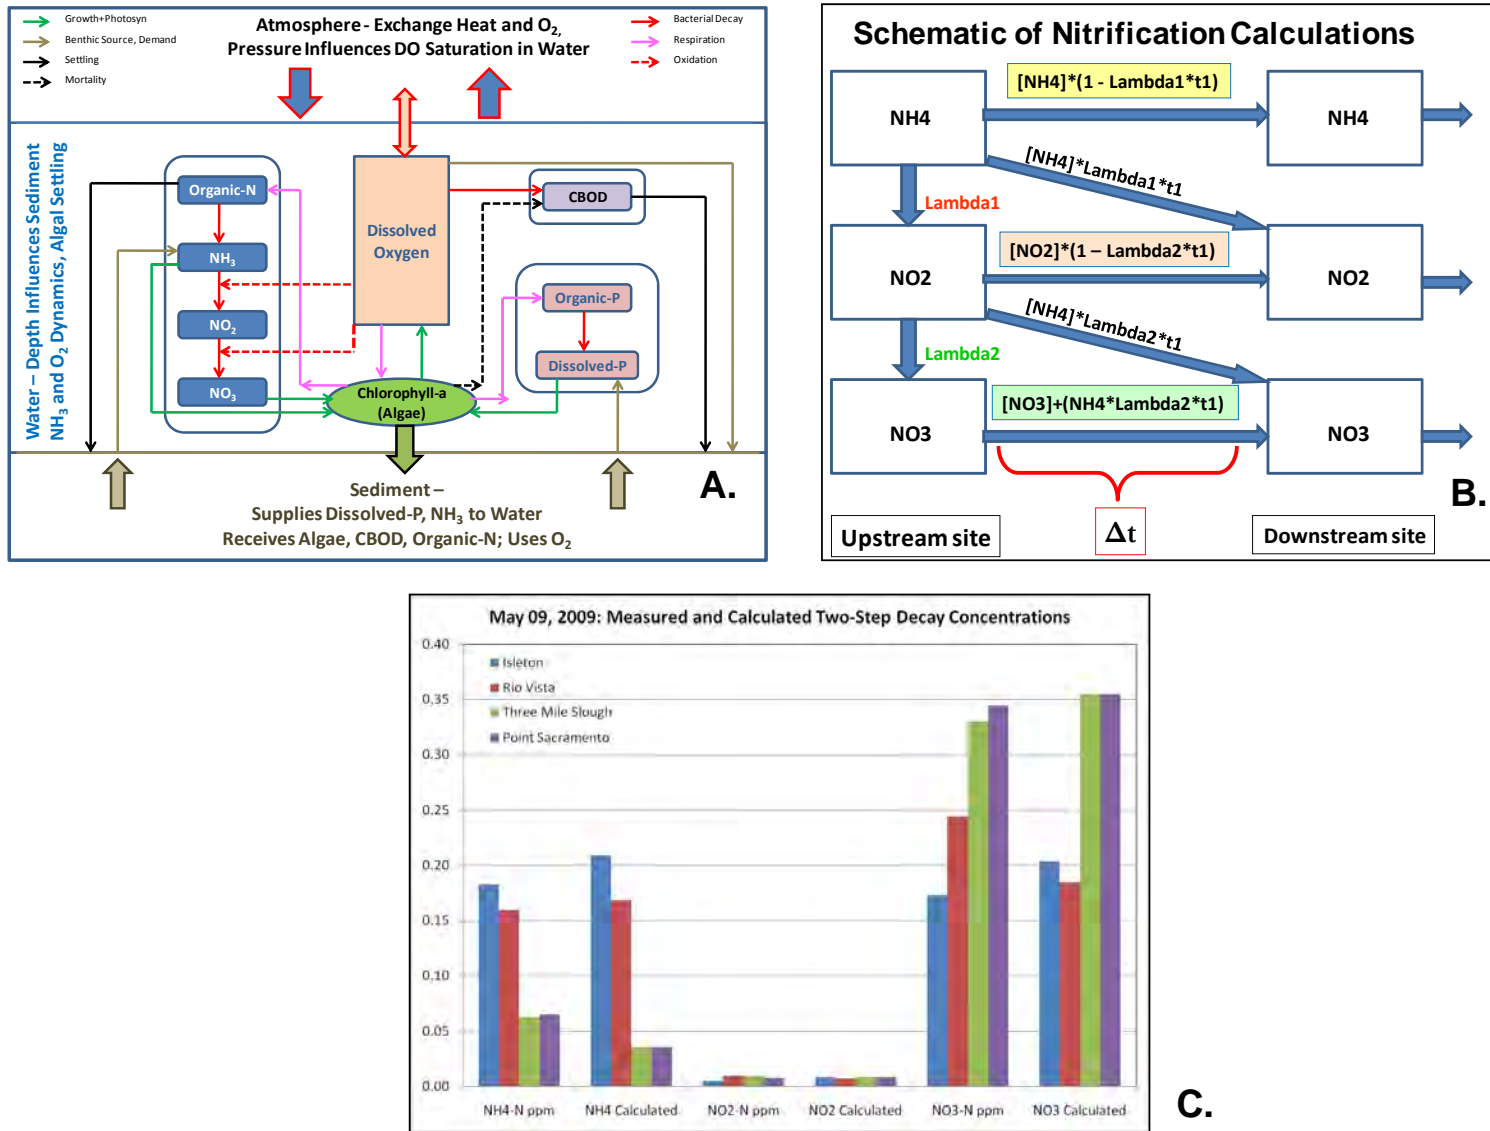 Growth+Photosyn
Benthic Source, Demand
Settling
Mortality
Atmosphere - Exchange Heat and O2,
Pressure Influences DO Saturation in Water
Bacterial Decay
Respiration
Oxidation
Water – Depth Influences Sediment
NH3 and O2 Dynamics, Algal Settling
Organic-N
NH3
NO2
NO3
Dissolved
Oxygen
CBOD
Organic-P
Dissolved-P
Chlorophyll-a
(Algae)
Sediment –
Supplies Dissolved-P, NH3 to Water
Receives Algae, CBOD, Organic-N; Uses O2
A.
Schematic of Nitrification Calculations
NH4
[NH4]*(1 - Lambda1*t1)
NH4
[NH4]*Lambda1*t1
Lambda1
NO2
[NO2]*(1 – Lambda2*t1)
NO2
[NH4]*Lambda2*t1
Lambda2
NO3
[NO3]+(NH4*Lambda2*t1)
NO3
B.
Upstream site
Δt
Downstream site
May 09, 2009: Measured and Calculated Two-Step Decay Concentrations
0.40
0.35
0.30
0.25
0.20
0.15
0.10
0.05
0.00
Isleton
Rio Vista
Three Mile Slough
Point Sacramento
NH4-N ppm
NH4 Calculated
NO2-N ppm
NO2 Calculated
NO3-N ppm
NO3 Calculated
C.